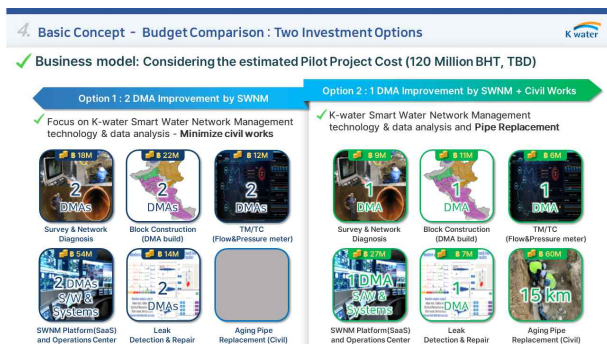 4. Basic Concept - Budget Comparison : Two Investment Options
K water
Business model: Considering the estimated Pilot Project Cost (120 Million BHT, TBD)
Option 1 : 2 DMA Improvement by SWNM
Focus on K-water Smart Water Network Management
technology & data analysis - Minimize civil works
฿ 18M
2
DMAs
Survey & Network
Diagnosis
฿ 22M
2
DMAs
Block Construction
(DMA build)
฿ 12M
2
DMAs
TM/TC
(Flow&Pressure meter)
฿ 54M
2 DMAs
S/W &
Systems
SWNM Platform(SaaS)
and Operations Center
฿ 14M
2
DMAs
Leak
Detection & Repair
Aging Pipe
Replacement (Civil)
Option 2 : 1 DMA Improvement by SWNM + Civil Works
K-water Smart Water Network Management
technology & data analysis and Pipe Replacement
฿ 9M
1
DMA
Survey & Network
Diagnosis
฿ 11M
1
DMA
Block Construction
(DMA build)
฿ 6M
1
DMA
TM/TC
(Flow&Pressure meter)
฿ 27M
1 DMA
S/W &
Systems
SWNM Platform(SaaS)
and Operations Center
฿ 7M
1
DMA
Leak
Detection & Repair
฿ 60M
15 km
Aging Pipe
Replacement (Civil)